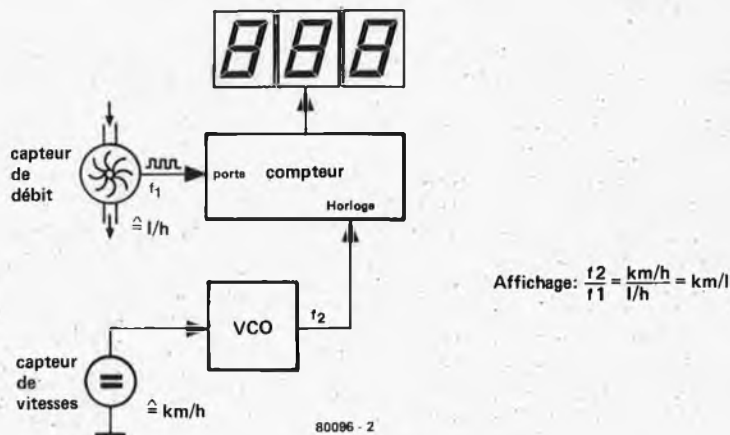 888
capteur
de
débit
f1
≙ l/h
porte
compteur
Horloge
Affichage: f2/f1 = km/h / l/h = km/l
VCO
f2
capteur
de
vitesses
≙ km/h
80096 - 2